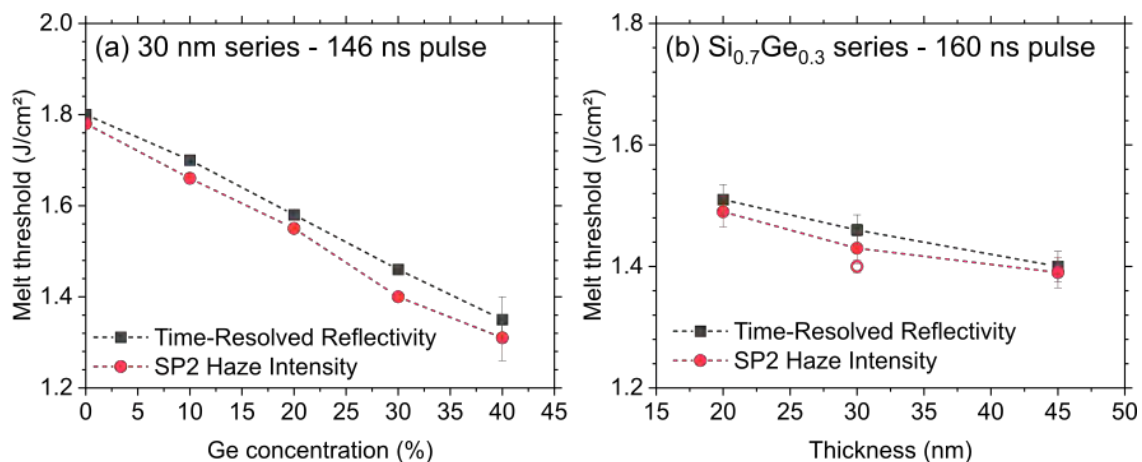 (a) 30 nm series - 146 ns pulse
2.0
1.8
1.6
1.4
1.2
Melt threshold (J/cm²)
Time-Resolved Reflectivity
SP2 Haze Intensity
0 5 10 15 20 25 30 35 40 45
Ge concentration (%)
(b) Si0.7Ge0.3 series - 160 ns pulse
1.8
1.6
1.4
1.2
Melt threshold (J/cm²)
Time-Resolved Reflectivity
SP2 Haze Intensity
15 20 25 30 35 40 45 50
Thickness (nm)